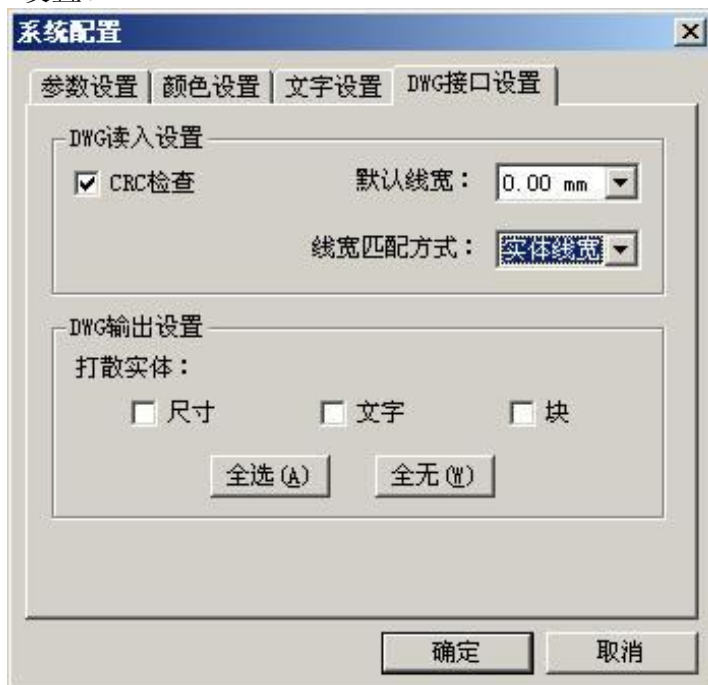 系统配置
参数设置 颜色设置 文字设置 DWG接口设置
DWG读入设置
CRC检查 默认线宽： 0.00 mm
线宽匹配方式： 实体线宽
DWG输出设置
打散实体：
尺寸 文字 块
全选(A) 全无(W)
确定 取消